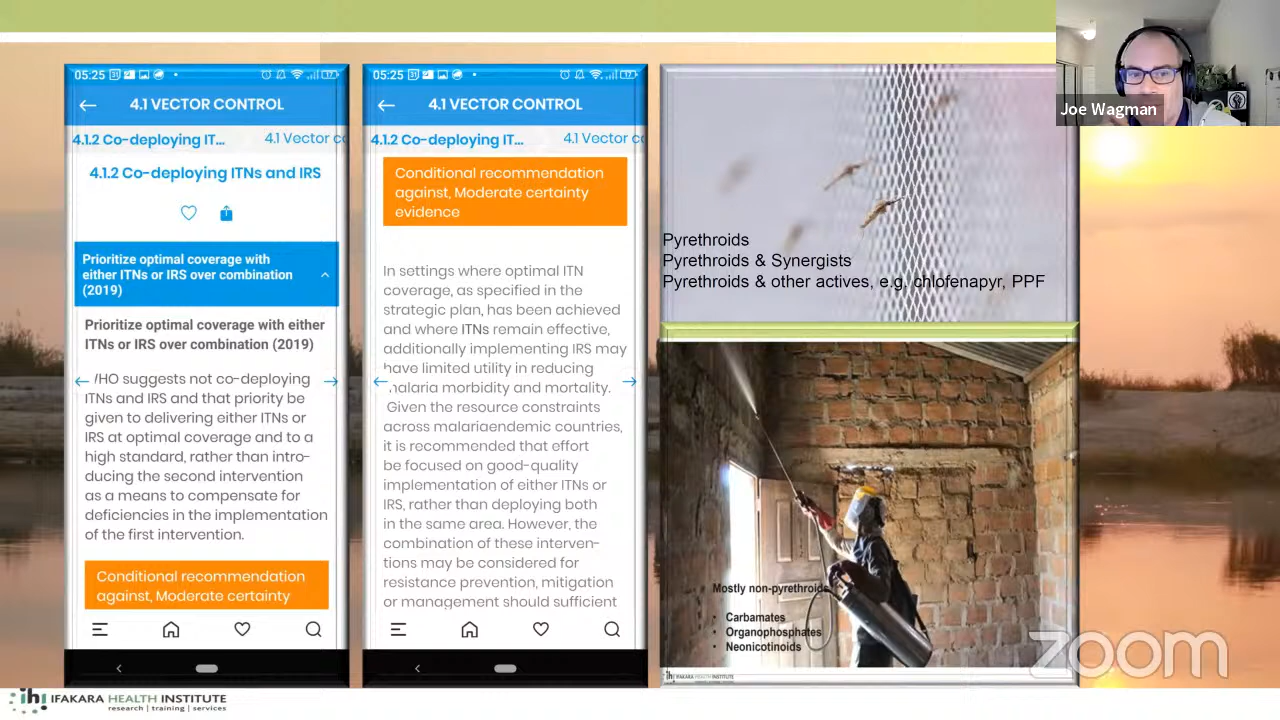 05:25
4.1 VECTOR CONTROL
4.1.2 Co-deploying IT... 4.1 Vector co
4.1.2 Co-deploying ITNs and IRS
Prioritize optimal coverage with
either ITNs or IRS over combination
(2019)
Prioritize optimal coverage with either
ITNs or IRS over combination (2019)
WHO suggests not co-deploying
ITNs and IRS and that priority be
given to delivering either ITNs or
IRS at optimal coverage and to a
high standard, rather than intro-
ducing the second intervention
as a means to compensate for
deficiencies in the implementation
of the first intervention.
Conditional recommendation
against, Moderate certainty
05:25
4.1 VECTOR CONTROL
4.1.2 Co-deploying IT... 4.1 Vector co
Conditional recommendation
against, Moderate certainty
evidence
In settings where optimal ITN
coverage, as specified in the
strategic plan, has been achieved
and where ITNs remain effective,
additionally implementing IRS may
have limited utility in reducing
malaria morbidity and mortality.
Given the resource constraints
across malariaendemic countries,
it is recommended that effort
be focused on good-quality
implementation of either ITNs or
IRS, rather than deploying both
in the same area. However, the
combination of these interven-
tions may be considered for
resistance prevention, mitigation
or management should sufficient
Pyrethroids
Pyrethroids & Synergists
Pyrethroids & other actives, e.g. chlofenapyr, PPF
Mostly non-pyrethroids
• Carbamates
• Organophosphates
• Neonicotinoids
IFAKARA HEALTH INSTITUTE
Joe Wagman
zoom
ihi IFAKARA HEALTH INSTITUTE
research | training | services